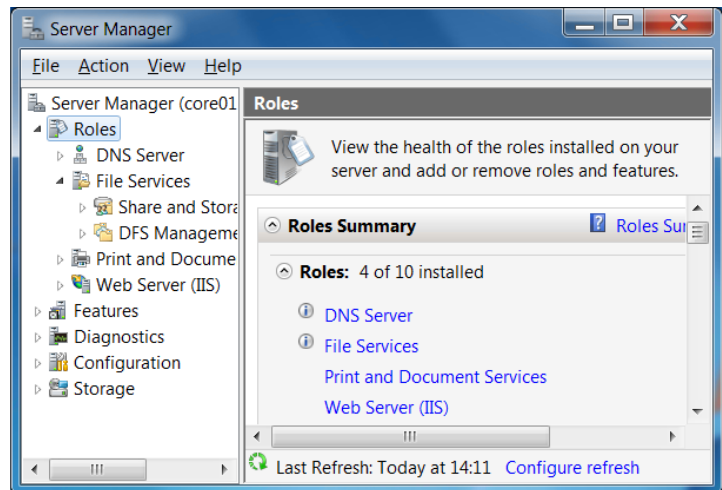 Server Manager
File Action View Help
Server Manager (core01
Roles
DNS Server
File Services
Share and Stora
DFS Manageme
Print and Docume
Web Server (IIS)
Features
Diagnostics
Configuration
Storage
Roles
View the health of the roles installed on your
server and add or remove roles and features.
Roles Summary Roles Sur
Roles: 4 of 10 installed
DNS Server
File Services
Print and Document Services
Web Server (IIS)
Last Refresh: Today at 14:11 Configure refresh